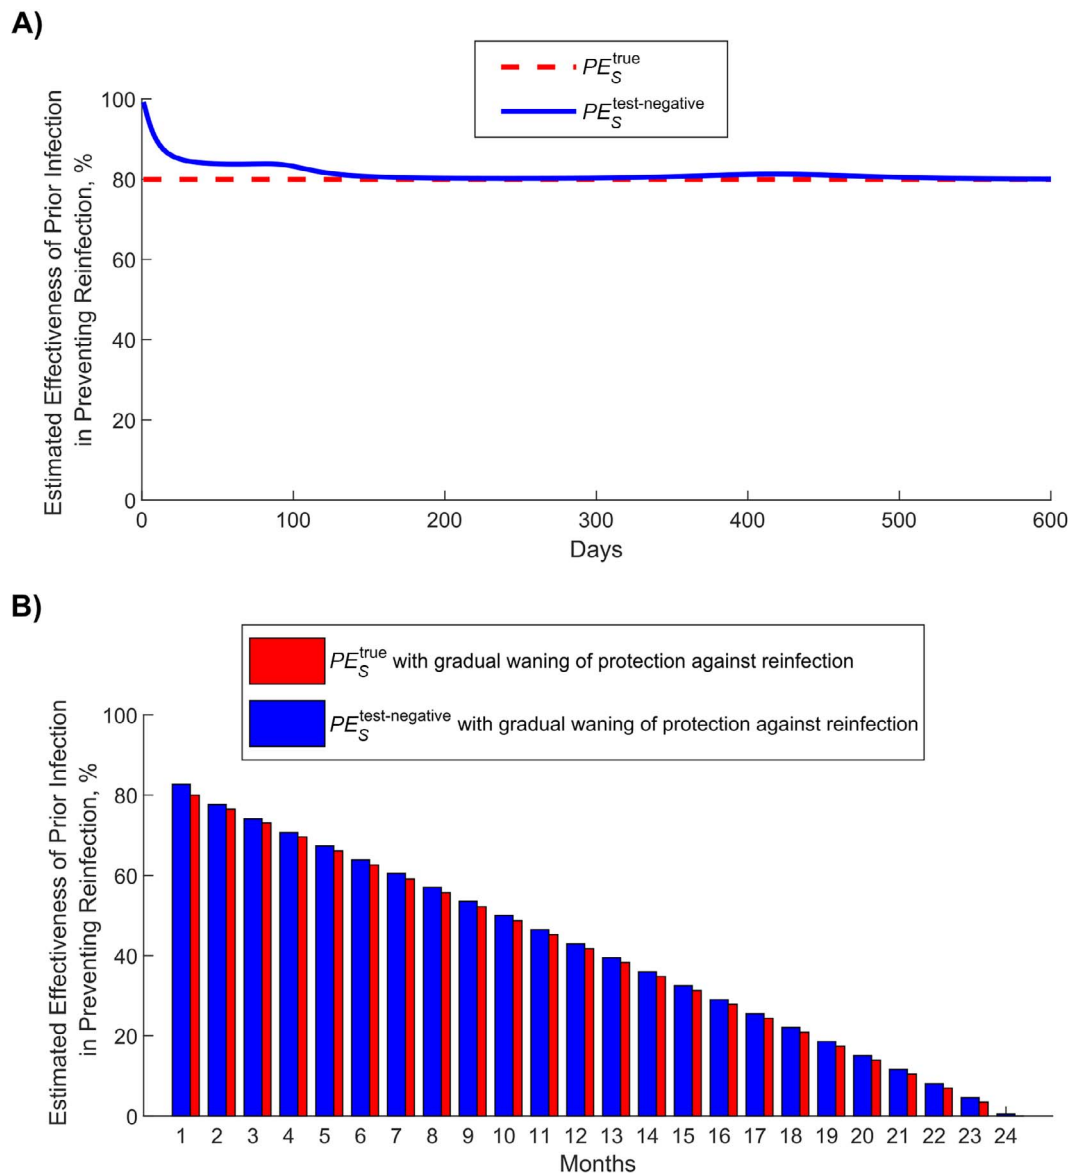 A)
PE_S^true
PE_S^test-negative
Estimated Effectiveness of Prior Infection
in Preventing Reinfection, %
100
80
60
40
20
0
0 100 200 300 400 500 600
Days
B)
PE_S^true with gradual waning of protection against reinfection
PE_S^test-negative with gradual waning of protection against reinfection
Estimated Effectiveness of Prior Infection
in Preventing Reinfection, %
100
80
60
40
20
0
1 2 3 4 5 6 7 8 9 10 11 12 13 14 15 16 17 18 19 20 21 22 23 24
Months